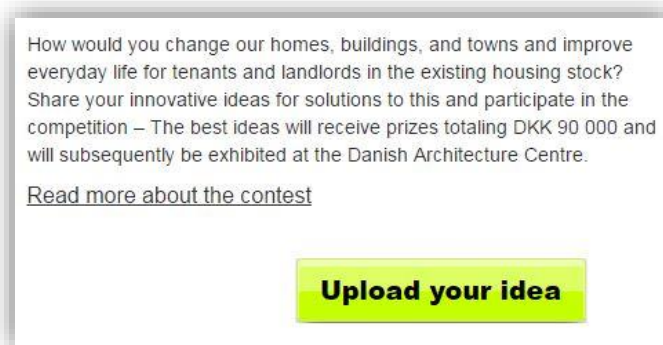 How would you change our homes, buildings, and towns and improve
everyday life for tenants and landlords in the existing housing stock?
Share your innovative ideas for solutions to this and participate in the
competition – The best ideas will receive prizes totaling DKK 90 000 and
will subsequently be exhibited at the Danish Architecture Centre.
Read more about the contest
Upload your idea